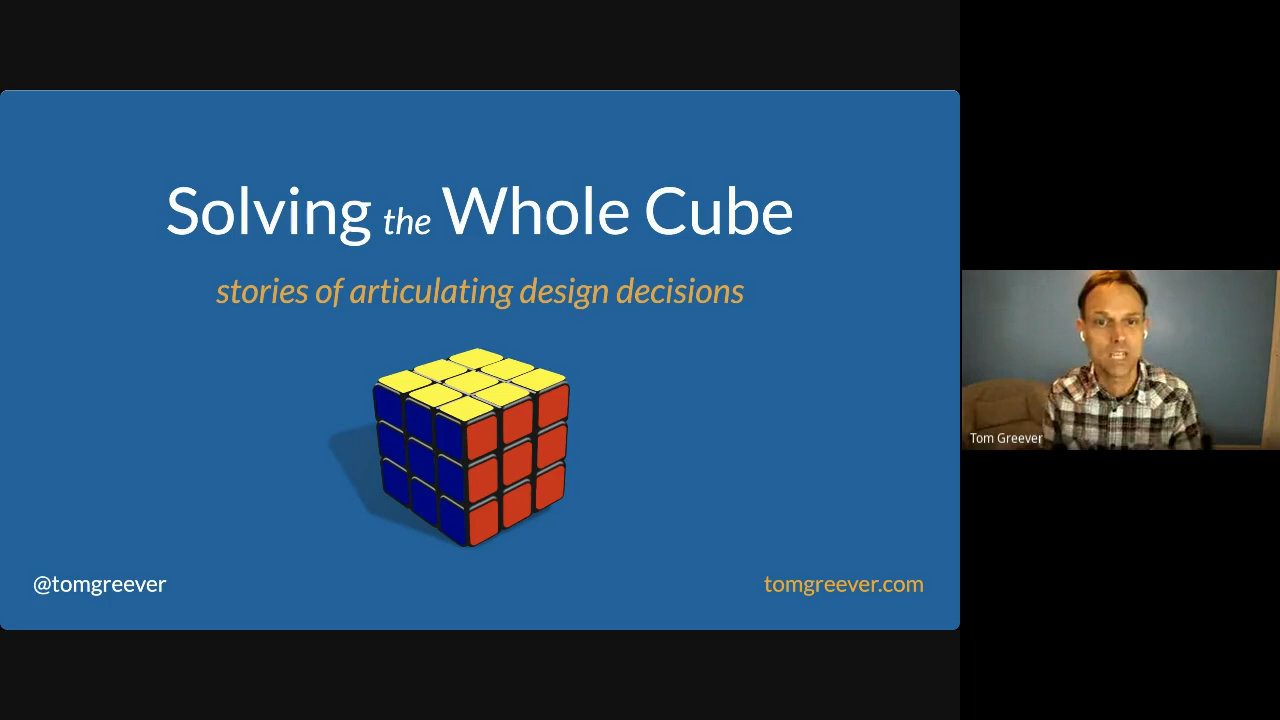 Solving the Whole Cube
stories of articulating design decisions
@tomgreever
tomgreever.com
Tom Greever